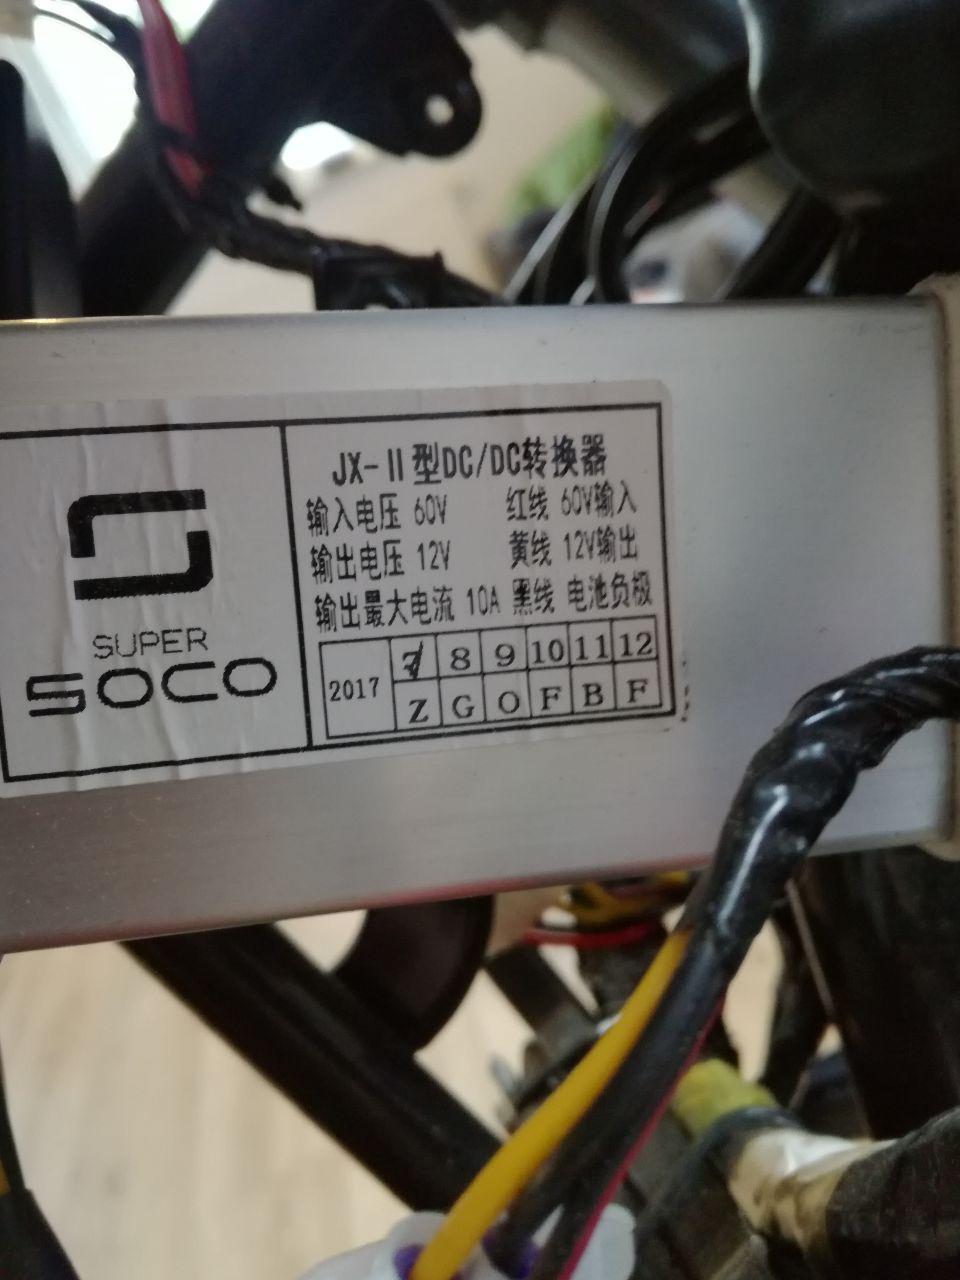 SUPER
SOCO
JX-II型DC/DC转换器
输入电压 60V 红线 60V输入
输出电压 12V 黄线 12V输出
输出最大电流 10A 黑线 电池负极
2017 7 8 9 10 11 12
Z G O F B F